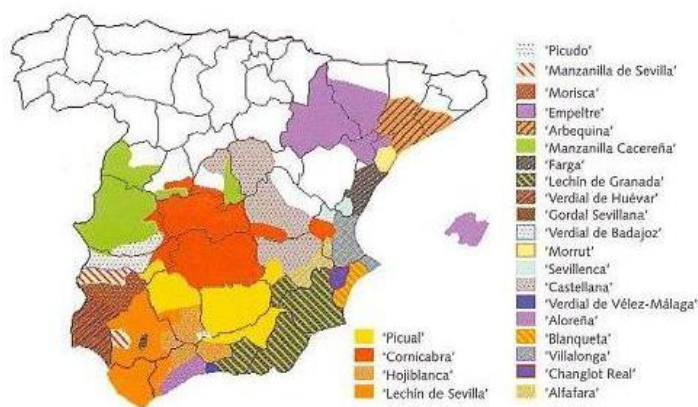 'Picudo'
'Manzanilla de Sevilla'
'Morisca'
'Empeltre'
'Arbequina'
'Manzanilla Cacereña'
'Farga'
'Lechín de Granada'
'Verdial de Huévar'
'Gordal Sevillana'
'Verdial de Badajoz'
'Morrut'
'Sevillenca'
'Castellana'
'Verdial de Vélez-Málaga'
'Aloreña'
'Blanqueta'
'Villalonga'
'Changlot Real'
'Alfafara'
'Picual'
'Cornicabra'
'Hojiblanca'
'Lechín de Sevilla'